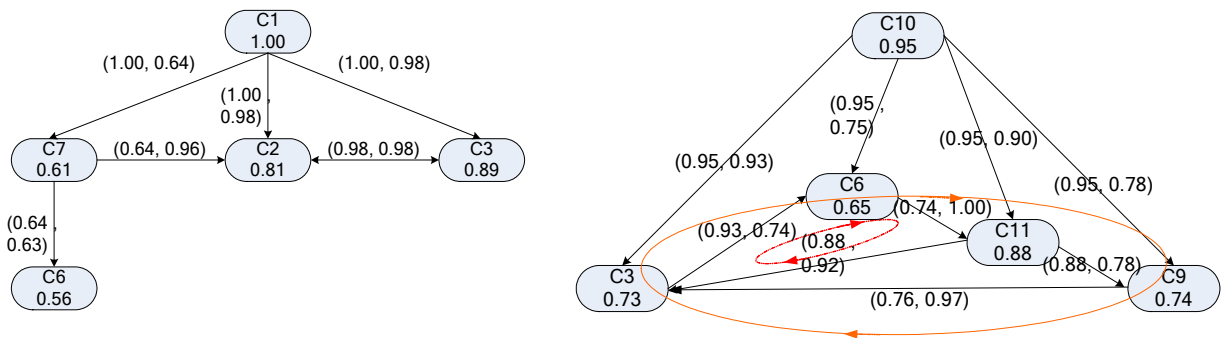 C1
1.00
(1.00, 0.64)
(1.00 ,
0.98)
(1.00, 0.98)
C7
0.61
(0.64, 0.96)
C2
0.81
(0.98, 0.98)
C3
0.89
(0.64 ,
0.63)
C6
0.56
C10
0.95
(0.95 ,
0.75)
(0.95, 0.90)
(0.95, 0.93)
(0.95, 0.78)
C6
0.65
(0.74, 1.00)
(0.93, 0.74)
(0.88 ,
0.92)
C11
0.88
(0.88, 0.78)
C3
0.73
(0.76, 0.97)
C9
0.74